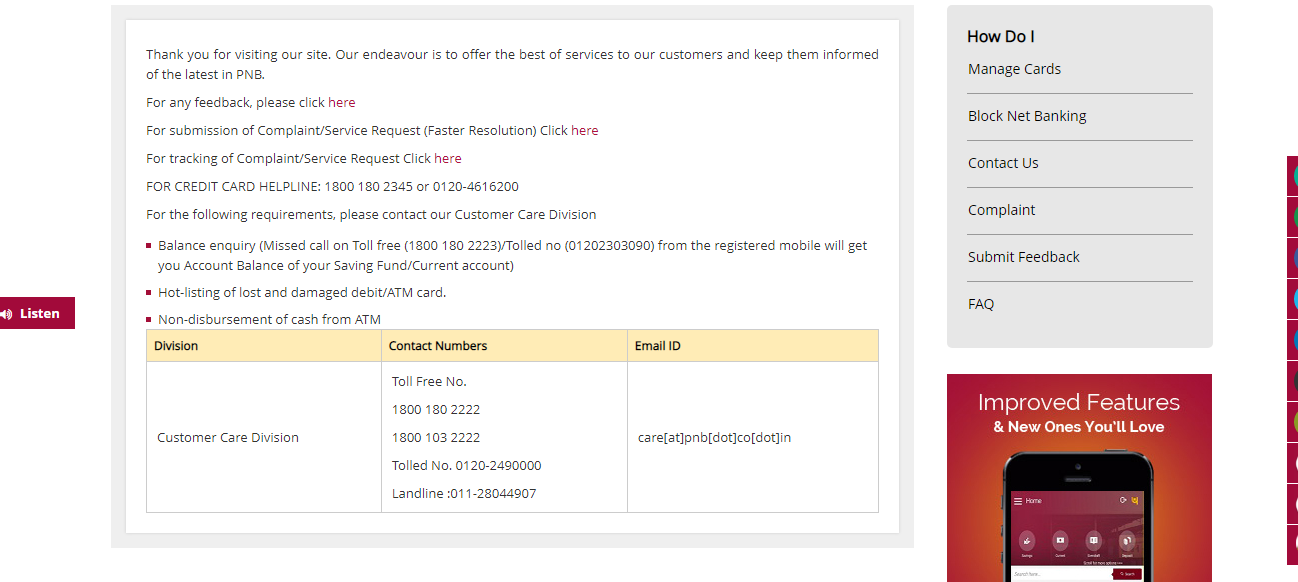 Thank you for visiting our site. Our endeavour is to offer the best of services to our customers and keep them informed
of the latest in PNB.
For any feedback, please click here
For submission of Complaint/Service Request (Faster Resolution) Click here
For tracking of Complaint/Service Request Click here
FOR CREDIT CARD HELPLINE: 1800 180 2345 or 0120-4616200
For the following requirements, please contact our Customer Care Division
Balance enquiry (Missed call on Toll free (1800 180 2223)/Tolled no (01202303090) from the registered mobile will get
you Account Balance of your Saving Fund/Current account)
Hot-listing of lost and damaged debit/ATM card.
Non-disbursement of cash from ATM
Division Contact Numbers Email ID
Toll Free No.
1800 180 2222
Customer Care Division 1800 103 2222 care[at]pnb[dot]co[dot]in
Tolled No. 0120-2490000
Landline :011-28044907
Listen
How Do I
Manage Cards
Block Net Banking
Contact Us
Complaint
Submit Feedback
FAQ
Improved Features
& New Ones You'll Love
Home
Search here..
Search